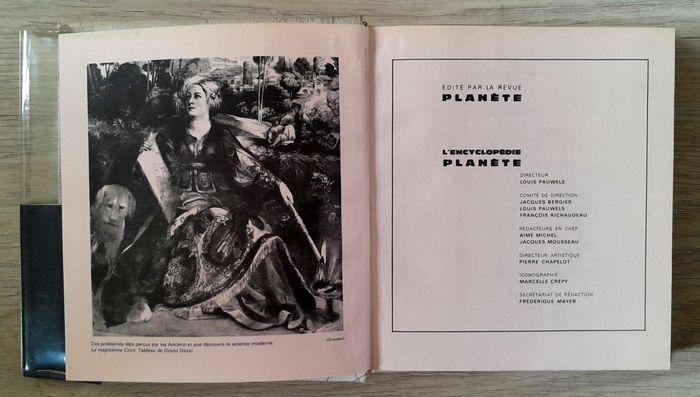 (Giraudon)
Des problèmes déjà perçus par les Anciens et que découvre la science moderne.
La magicienne Circé. Tableau de Dosso Dossi.
ÉDITÉ PAR LA REVUE
PLANÈTE
L'ENCYCLOPÉDIE
PLANÈTE
DIRECTEUR
LOUIS PAUWELS
COMITÉ DE DIRECTION
JACQUES BERGIER
LOUIS PAUWELS
FRANÇOIS RICHAUDEAU
RÉDACTEURS EN CHEF
AIMÉ MICHEL
JACQUES MOUSSEAU
DIRECTEUR ARTISTIQUE
PIERRE CHAPELOT
ICONOGRAPHIE
MARCELLE CRÉPY
SECRÉTARIAT DE RÉDACTION
FRÉDÉRIQUE MAYER